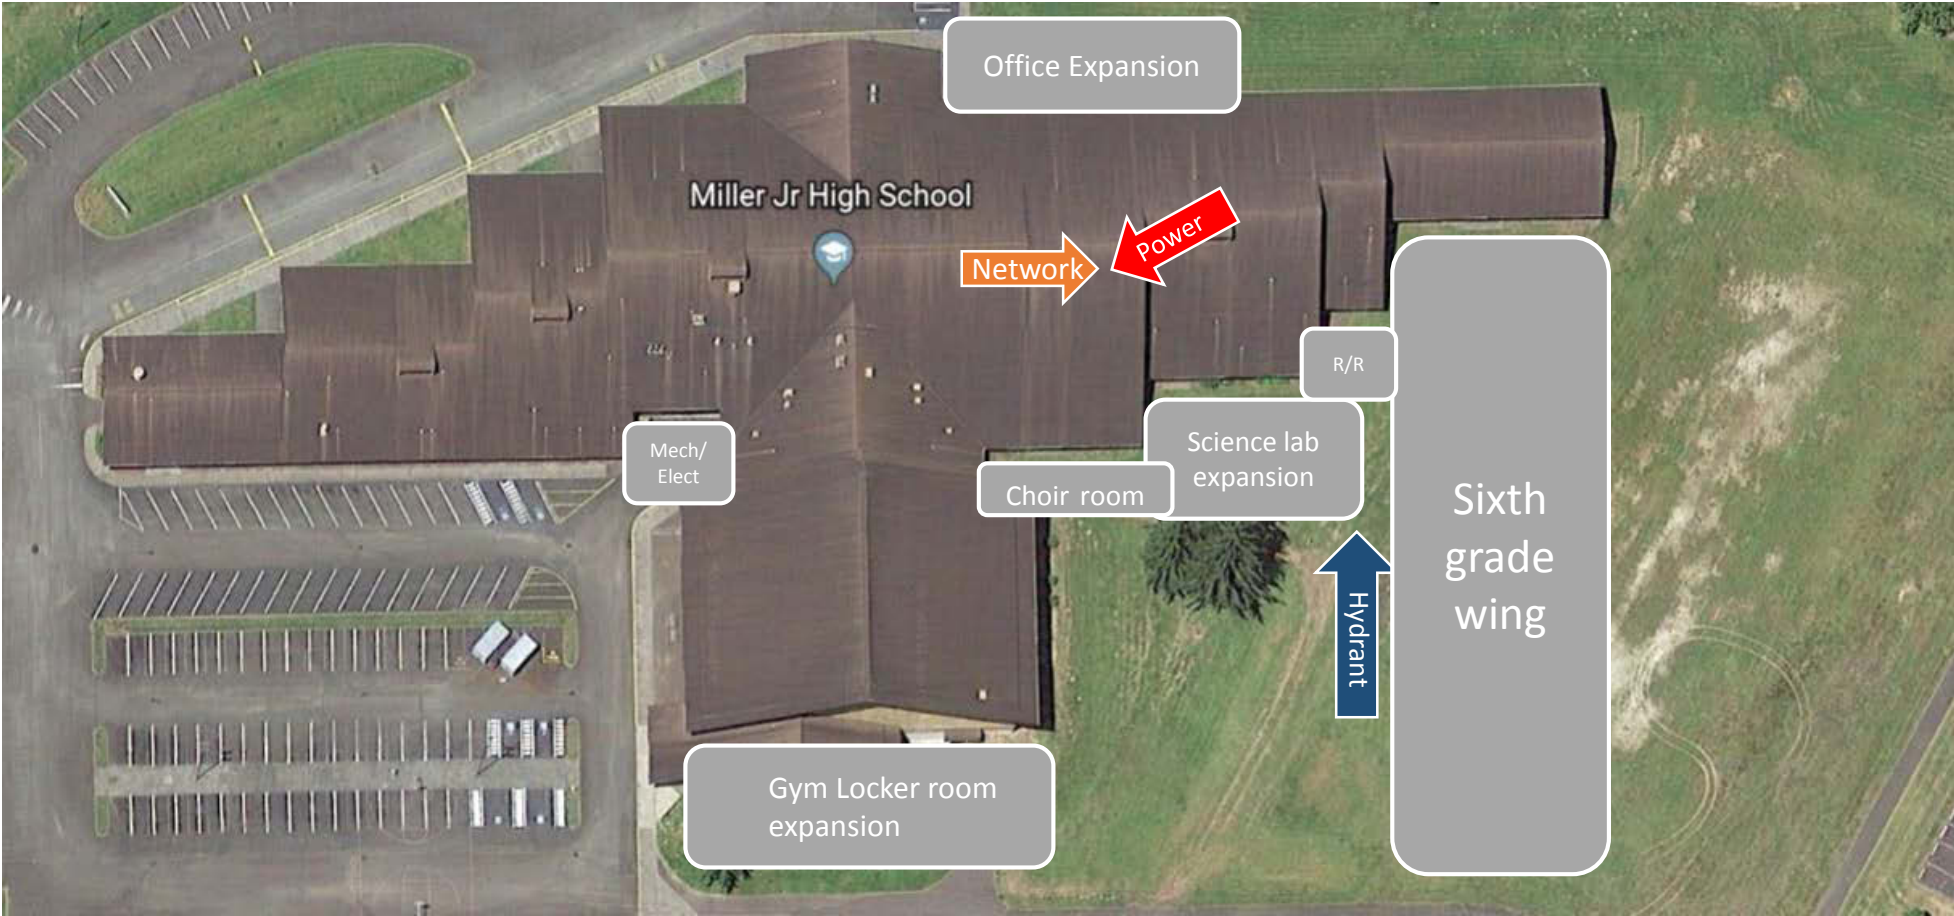 Office Expansion
Miller Jr High School
Power
Network
R/R
Mech/
Elect
Science lab
expansion
Choir room
Sixth
grade
wing
Hydrant
Gym Locker room
expansion